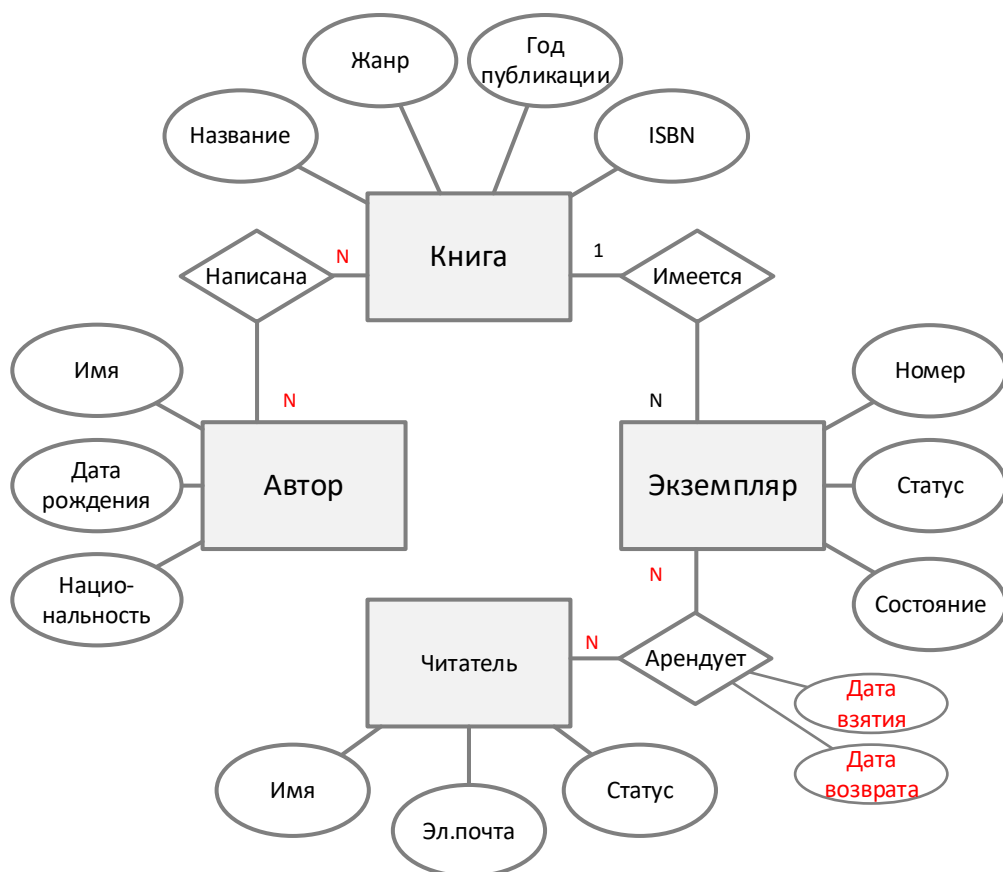 Год
публикации
Жанр
Название
ISBN
Книга
Написана
N
1
Имеется
Имя
N
N
Номер
Автор
Экземпляр
Дата
рождения
Статус
Нацио-
нальность
N
Состояние
Читатель
N
Арендует
Дата
взятия
Дата
возврата
Имя
Эл.почта
Статус